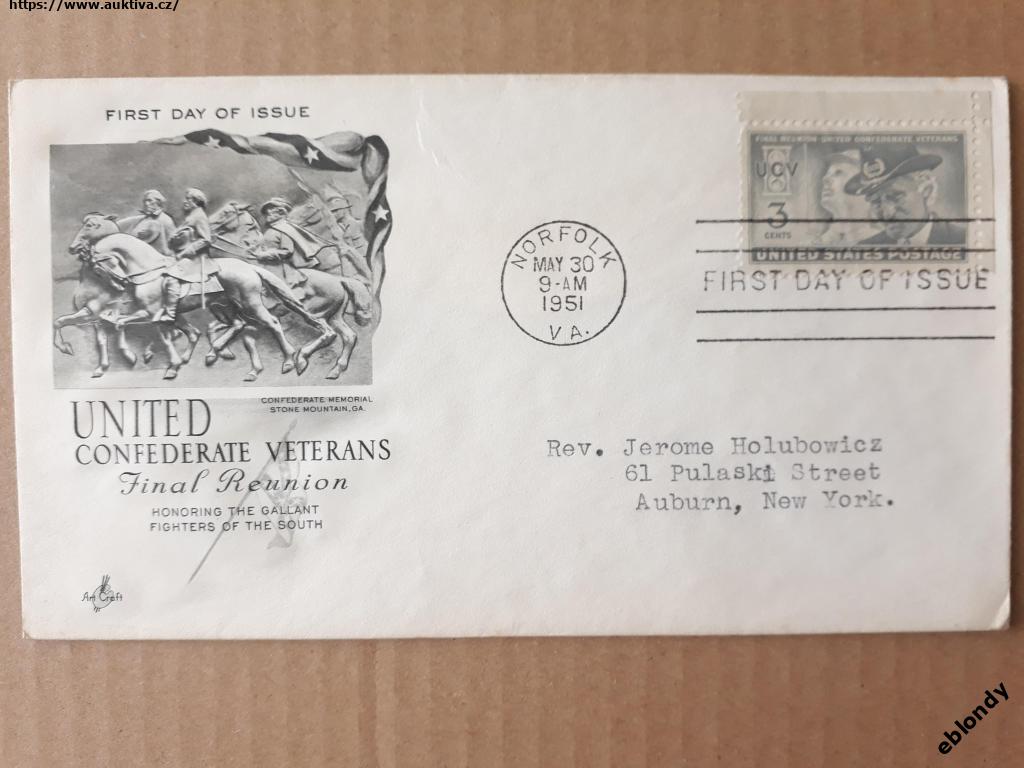 https://www.auktiva.cz/
FIRST DAY OF ISSUE
CONFEDERATE MEMORIAL
STONE MOUNTAIN, GA.
UNITED
CONFEDERATE VETERANS
Final Reunion
HONORING THE GALLANT
FIGHTERS OF THE SOUTH
Art Craft
NORFOLK
MAY 30
9-AM
1951
VA.
FINAL REUNION UNITED CONFEDERATE VETERANS
UCV
3
CENTS
UNITED STATES POSTAGE
FIRST DAY OF ISSUE
Rev. Jerome Holubowicz
61 Pulaski Street
Auburn, New York.
eblondy